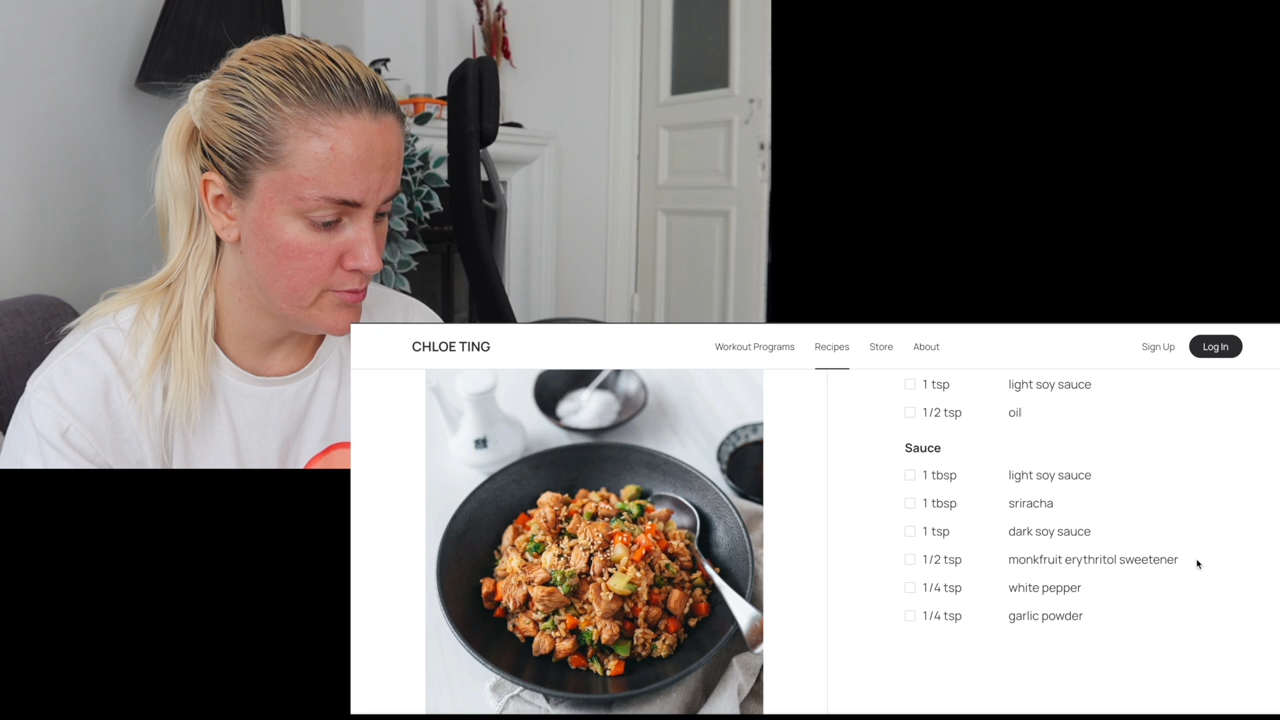 CHLOE TING Workout Programs Recipes Store About Sign Up Log In
1 tsp light soy sauce
1/2 tsp oil
Sauce
1 tbsp light soy sauce
1 tbsp sriracha
1 tsp dark soy sauce
1/2 tsp monkfruit erythritol sweetener
1/4 tsp white pepper
1/4 tsp garlic powder